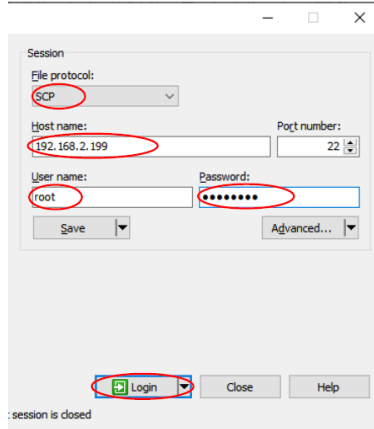 Session
File protocol:
SCP
Host name:
Port number:
192.168.2.199
22
User name:
Password:
root
••••••••
Save
Advanced...
Login
Close
Help
session is closed